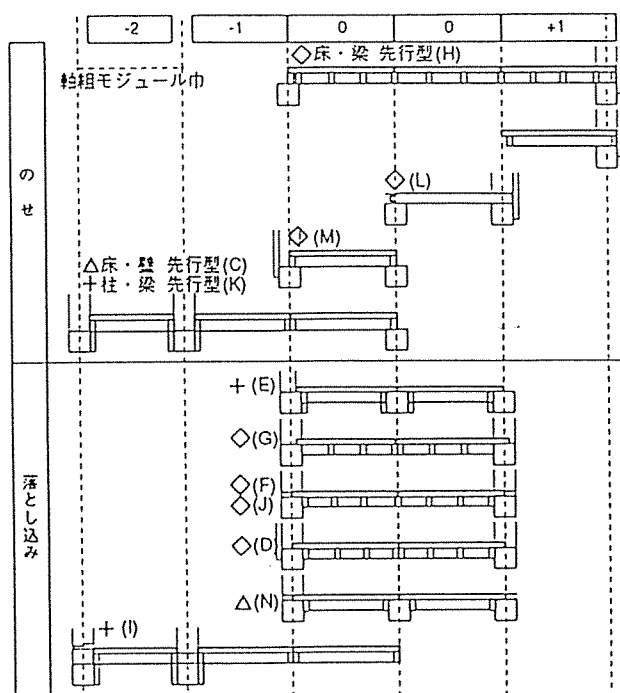 -2 -1 0 0 +1
◇床・梁 先行型(H)
軸組モジュール巾
のせ
◇(L)
◇(M)
△床・壁 先行型(C)
+柱・梁 先行型(K)
+(E)
◇(G)
落とし込み
◇(F)
◇(J)
◇(D)
△(N)
+(I)